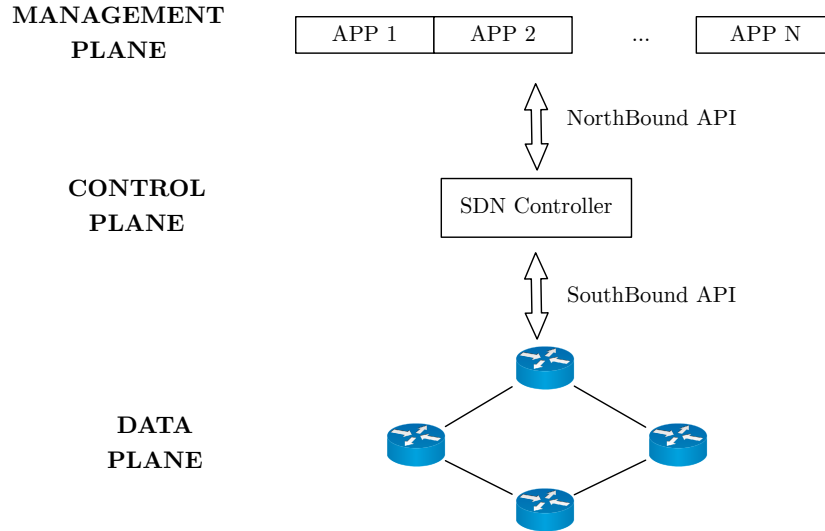 MANAGEMENT
PLANE
APP 1
APP 2
...
APP N
NorthBound API
CONTROL
PLANE
SDN Controller
SouthBound API
DATA
PLANE